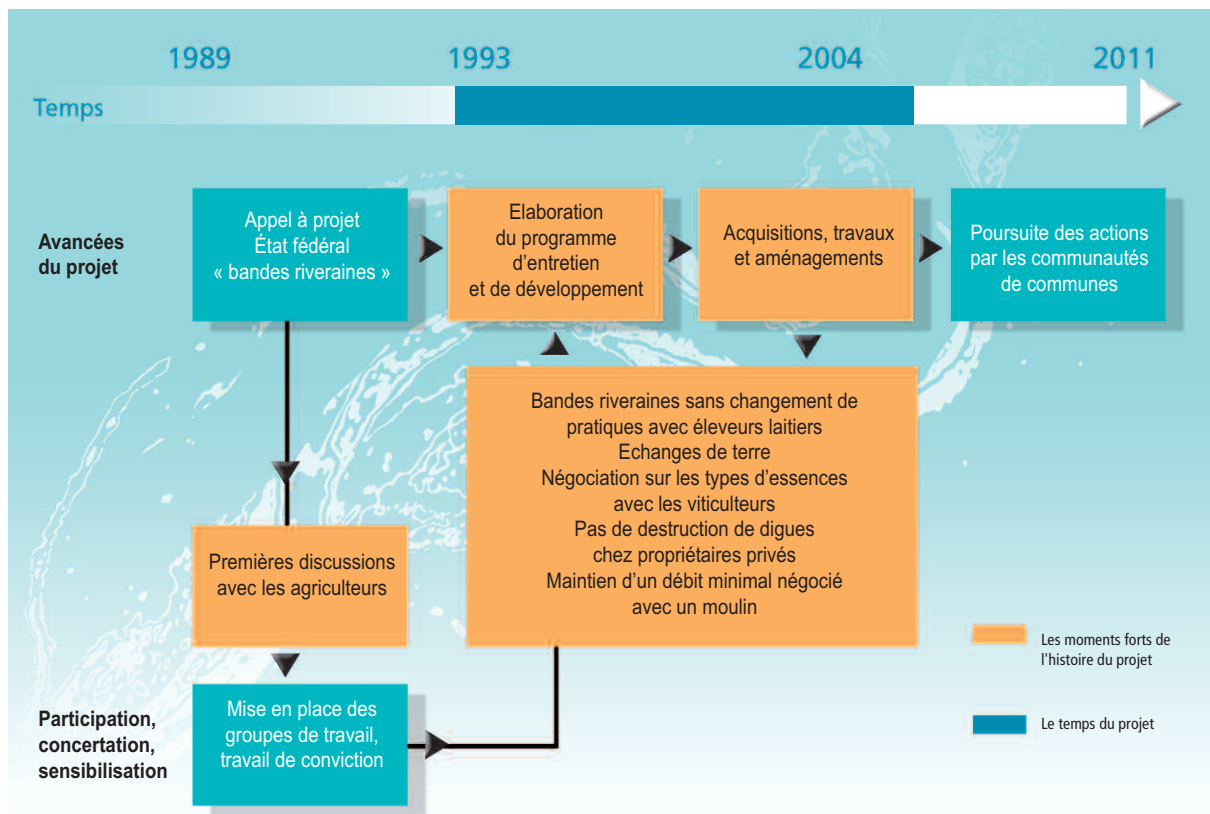 1989
1993
2004
2011
Temps
Avancées
du projet
Appel à projet
État fédéral
« bandes riveraines »
Elaboration
du programme
d'entretien
et de développement
Acquisitions, travaux
et aménagements
Poursuite des actions
par les communautés
de communes
Bandes riveraines sans changement de
pratiques avec éleveurs laitiers
Echanges de terre
Négociation sur les types d'essences
avec les viticulteurs
Pas de destruction de digues
chez propriétaires privés
Maintien d'un débit minimal négocié
avec un moulin
Premières discussions
avec les agriculteurs
Participation,
concertation,
sensibilisation
Mise en place des
groupes de travail,
travail de conviction
Les moments forts de
l'histoire du projet
Le temps du projet